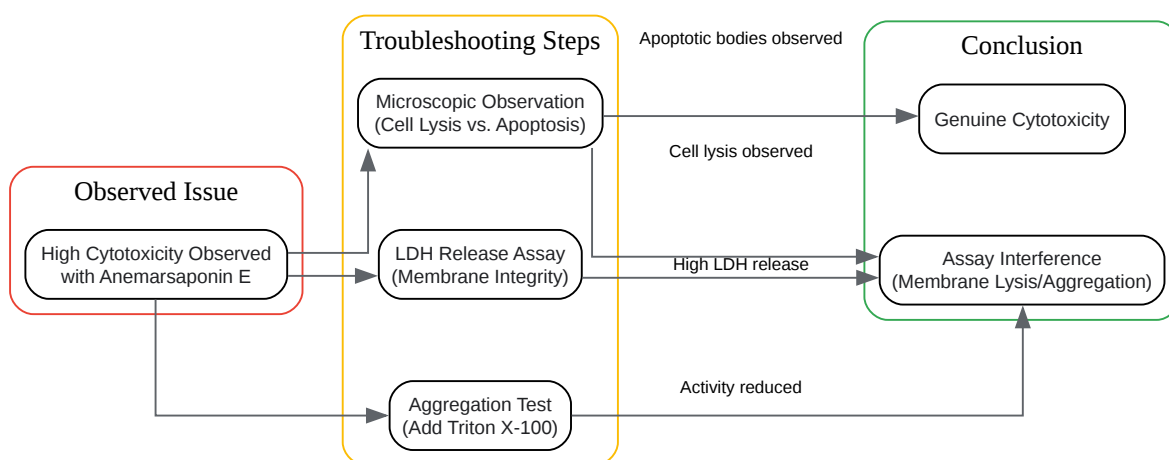 Troubleshooting Steps
Apoptotic bodies observed
Conclusion
Microscopic Observation
(Cell Lysis vs. Apoptosis)
Genuine Cytotoxicity
Cell lysis observed
Observed Issue
High Cytotoxicity Observed
with Anemarsaponin E
LDH Release Assay
(Membrane Integrity)
High LDH release
Assay Interference
(Membrane Lysis/Aggregation)
Activity reduced
Aggregation Test
(Add Triton X-100)